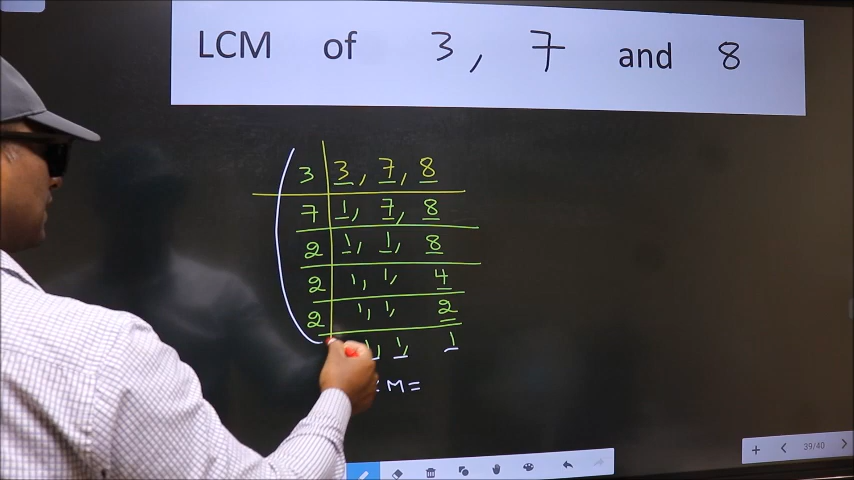 LCM of 3, 7 and 8
3 3, 7, 8
7 1, 7, 8
2 1, 1, 8
2 1, 1, 4
2 1, 1, 2
1, 1 1
M =
39/40